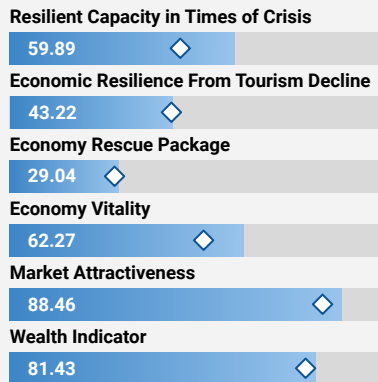 Resilient Capacity in Times of Crisis
59.89
Economic Resilience From Tourism Decline
43.22
Economy Rescue Package
29.04
Economy Vitality
62.27
Market Attractiveness
88.46
Wealth Indicator
81.43